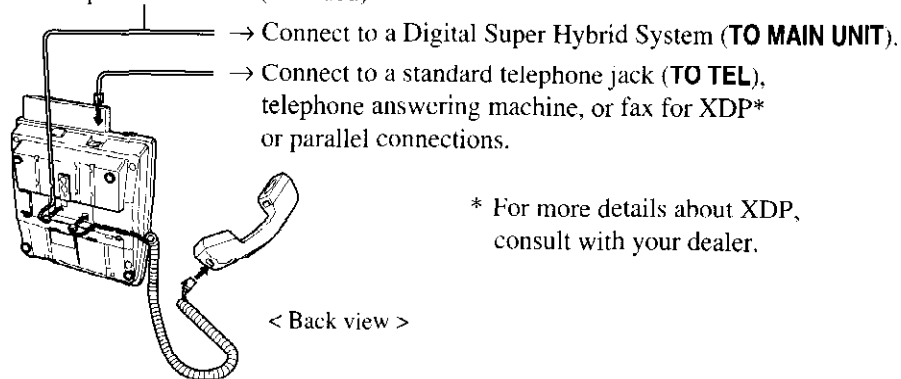 → Connect to a Digital Super Hybrid System (TO MAIN UNIT).
→ Connect to a standard telephone jack (TO TEL),
telephone answering machine, or fax for XDP*
or parallel connections.
* For more details about XDP,
consult with your dealer.
< Back view >